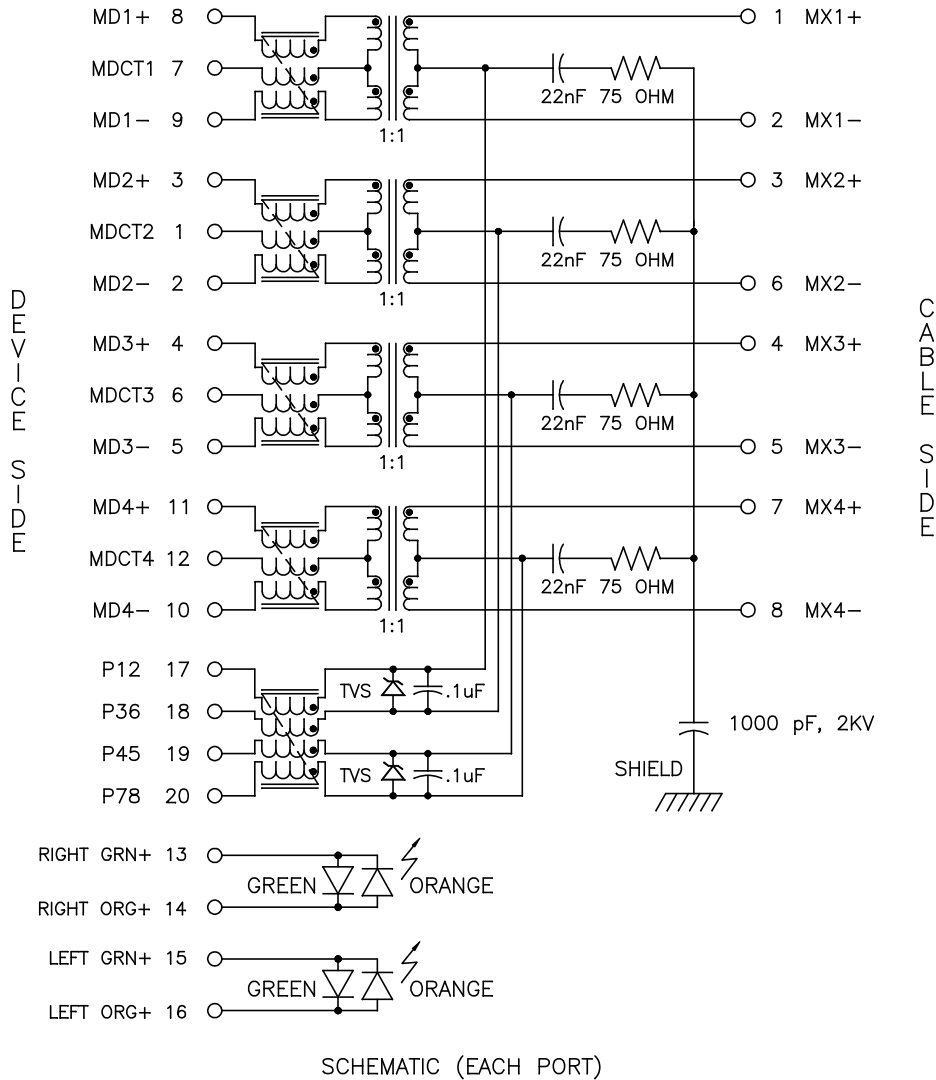 MD1+ 8 1 MX1+
MDCT1 7 22nF 75 OHM
MD1− 9 1:1 2 MX1−
MD2+ 3 3 MX2+
MDCT2 1 22nF 75 OHM
MD2− 2 1:1 6 MX2−
DEVICE SIDE
CABLE SIDE
MD3+ 4 4 MX3+
MDCT3 6 22nF 75 OHM
MD3− 5 1:1 5 MX3−
MD4+ 11 7 MX4+
MDCT4 12 22nF 75 OHM
MD4− 10 1:1 8 MX4−
P12 17
TVS .1uF
P36 18
1000 pF, 2KV
P45 19
SHIELD
TVS .1uF
P78 20
RIGHT GRN+ 13
GREEN ORANGE
RIGHT ORG+ 14
LEFT GRN+ 15
GREEN ORANGE
LEFT ORG+ 16
SCHEMATIC (EACH PORT)